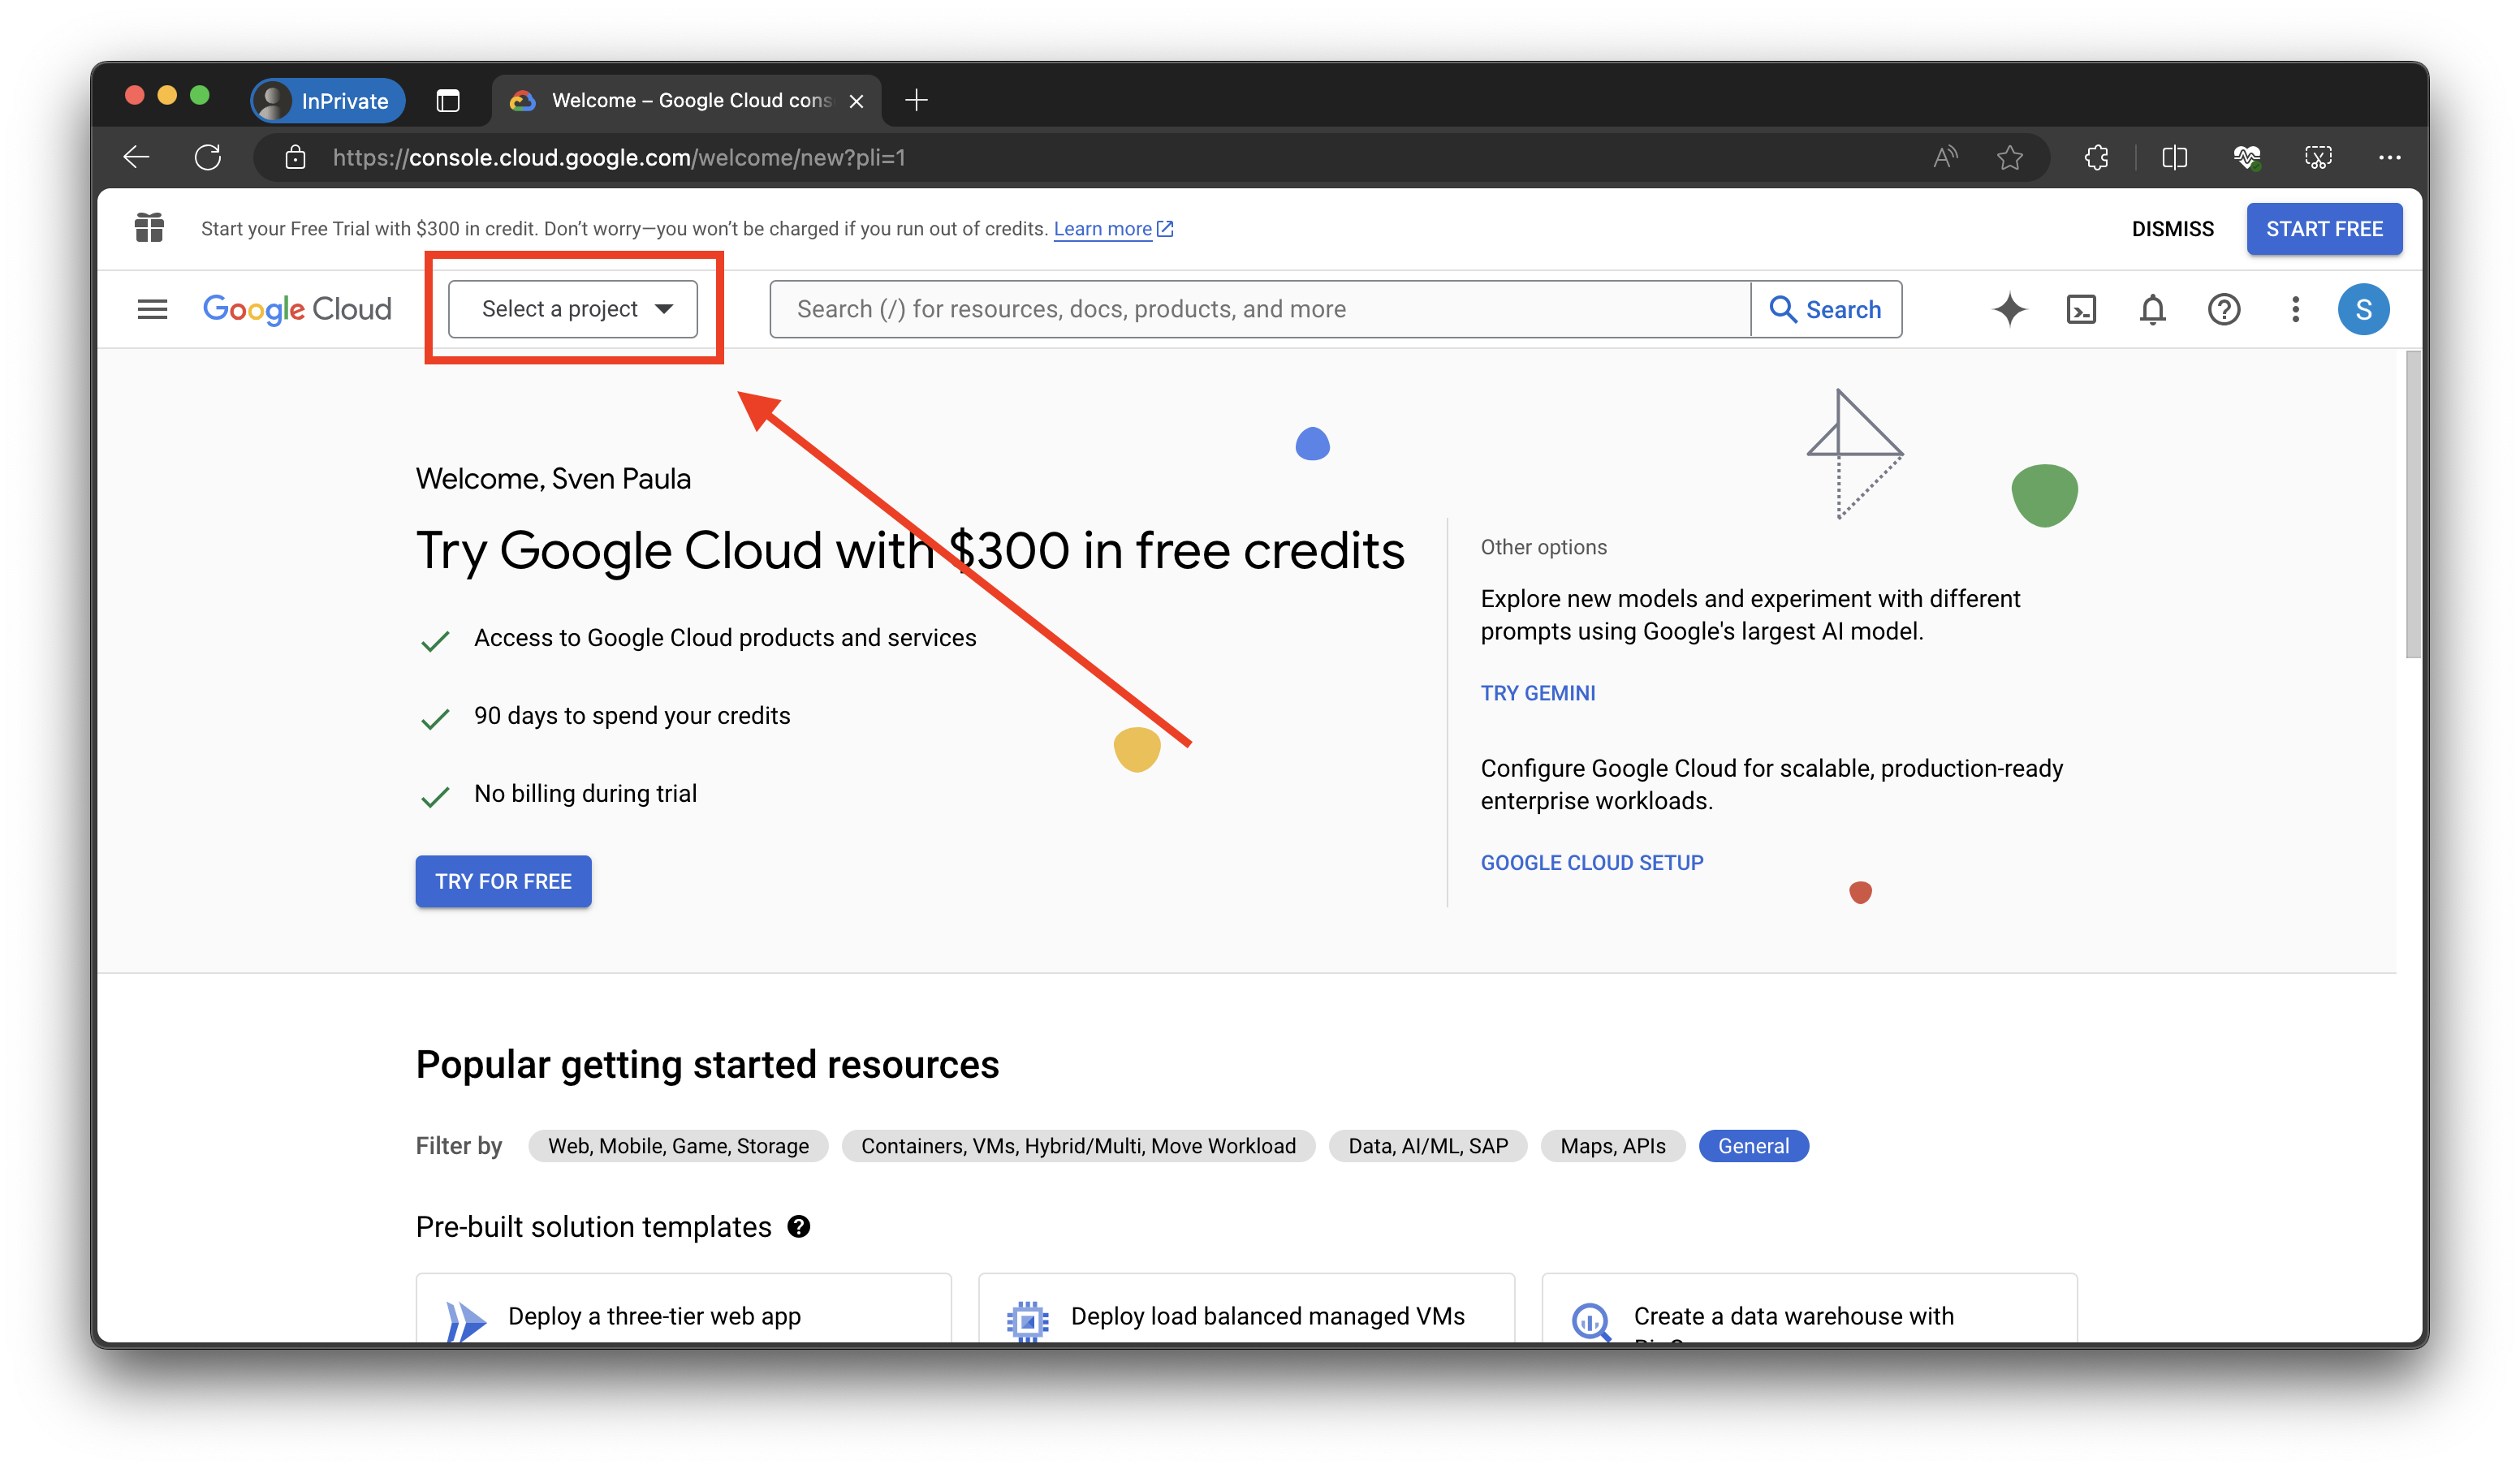 InPrivate
Welcome – Google Cloud cons
https://console.cloud.google.com/welcome/new?pli=1
Start your Free Trial with $300 in credit. Don’t worry—you won’t be charged if you run out of credits. Learn more
DISMISS
START FREE
Google Cloud
Select a project
Search (/) for resources, docs, products, and more
Search
S
Welcome, Sven Paula
Try Google Cloud with $300 in free credits
Access to Google Cloud products and services
90 days to spend your credits
No billing during trial
TRY FOR FREE
Other options
Explore new models and experiment with different
prompts using Google's largest AI model.
TRY GEMINI
Configure Google Cloud for scalable, production-ready
enterprise workloads.
GOOGLE CLOUD SETUP
Popular getting started resources
Filter by
Web, Mobile, Game, Storage
Containers, VMs, Hybrid/Multi, Move Workload
Data, AI/ML, SAP
Maps, APIs
General
Pre-built solution templates
Deploy a three-tier web app
Deploy load balanced managed VMs
Create a data warehouse with